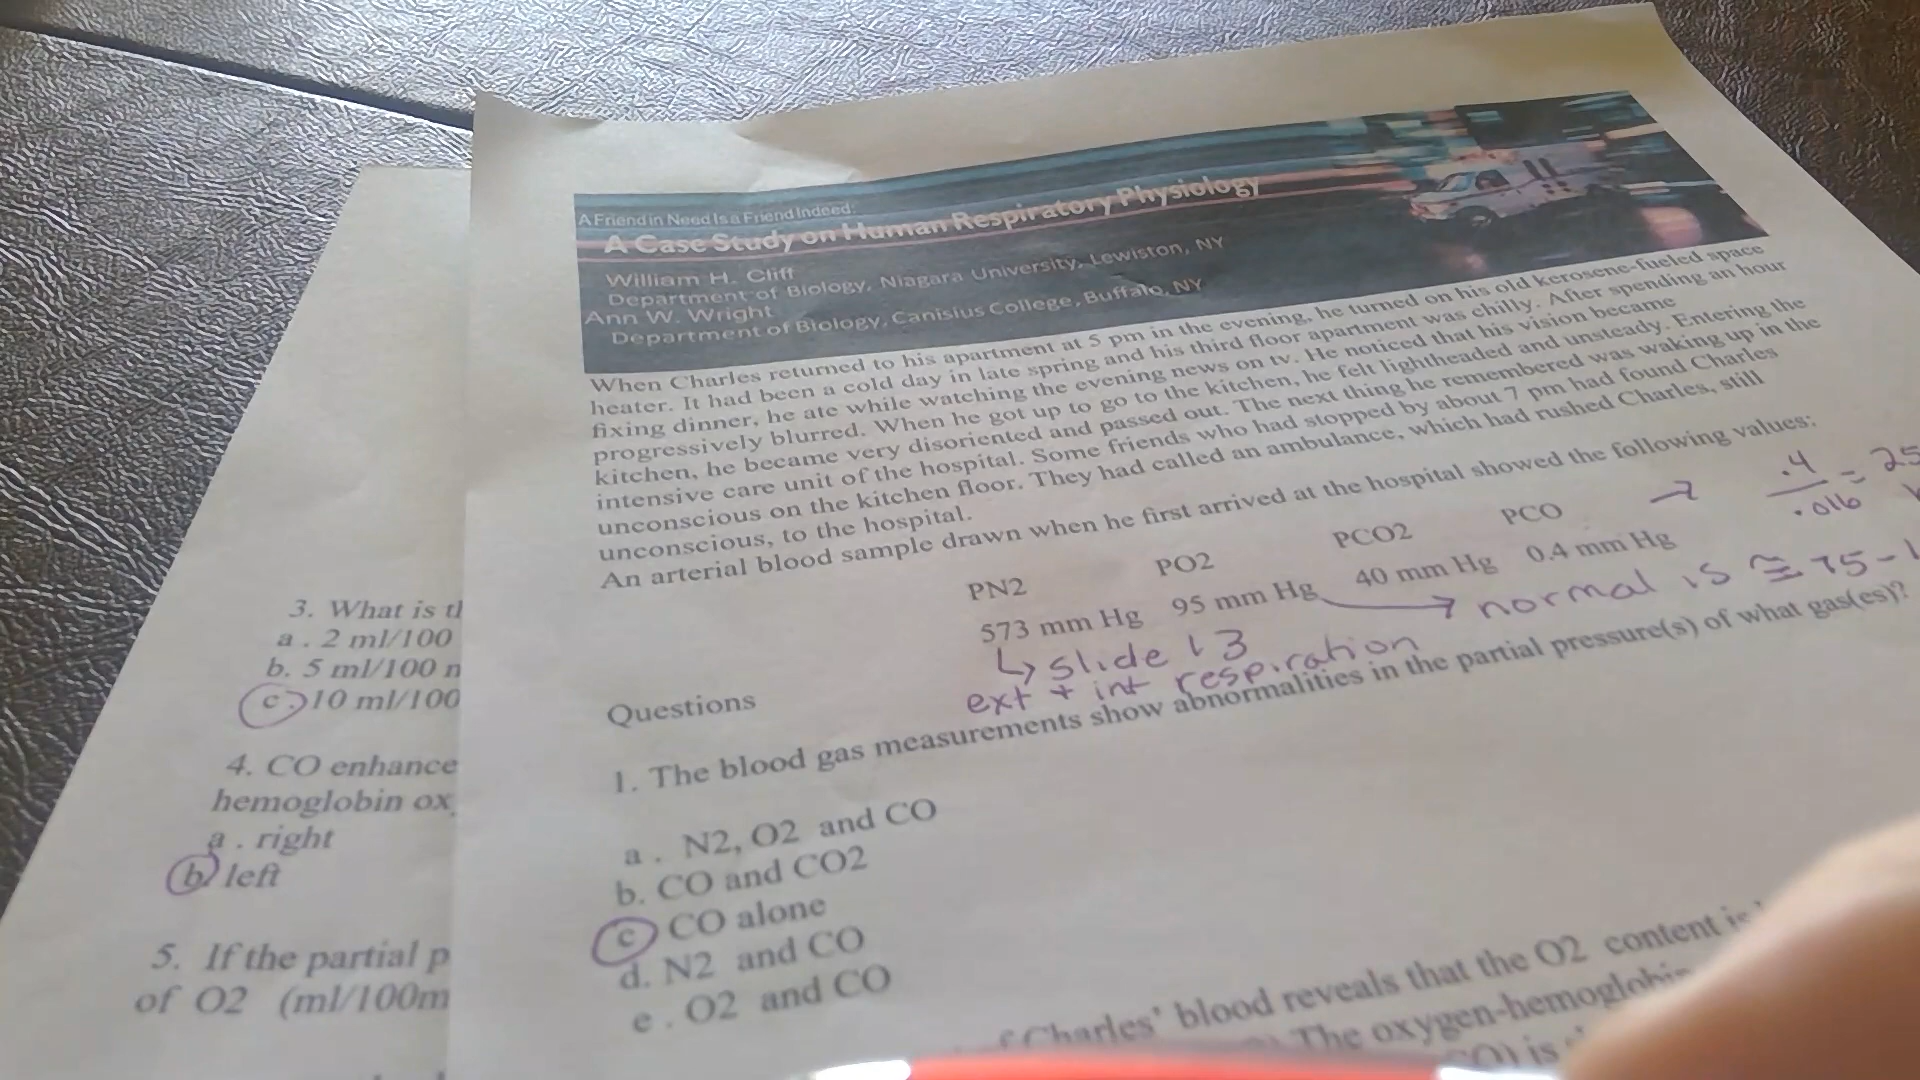 A Friend in Need Is a Friend Indeed:
A Case Study on Human Respiratory Physiology
William H. Cliff
Department of Biology, Niagara University, Lewiston, NY
Ann W. Wright
Department of Biology, Canisius College, Buffalo, NY
When Charles returned to his apartment at 5 pm in the evening, he turned on his old kerosene-fueled space
heater. It had been a cold day in late spring and his third floor apartment was chilly. After spending an hour
fixing dinner, he ate while watching the evening news on tv. He noticed that his vision became
progressively blurred. When he got up to go to the kitchen, he felt lightheaded and unsteady. Entering the
kitchen, he became very disoriented and passed out. The next thing he remembered was waking up in the
intensive care unit of the hospital. Some friends who had stopped by about 7 pm had found Charles
unconscious on the kitchen floor. They had called an ambulance, which had rushed Charles, still
unconscious, to the hospital.
An arterial blood sample drawn when he first arrived at the hospital showed the following values:
PN2 PO2 PCO2 PCO → .4 / .016 = 25
573 mm Hg 95 mm Hg 40 mm Hg 0.4 mm Hg
↳ slide 13 → normal is ≅ 75-1
ext + int respiration
Questions
1. The blood gas measurements show abnormalities in the partial pressure(s) of what gas(es)?
a . N2, O2 and CO
b. CO and CO2
c CO alone
d. N2 and CO
e . O2 and CO
Charles' blood reveals that the O2 content is
The oxygen-hemoglobin
CO) is
3. What is
a . 2 ml/100
b. 5 ml/100
c. 10 ml/100
4. CO enhance
hemoglobin
a . right
b. left
5. If the partial p
of O2 (ml/100m